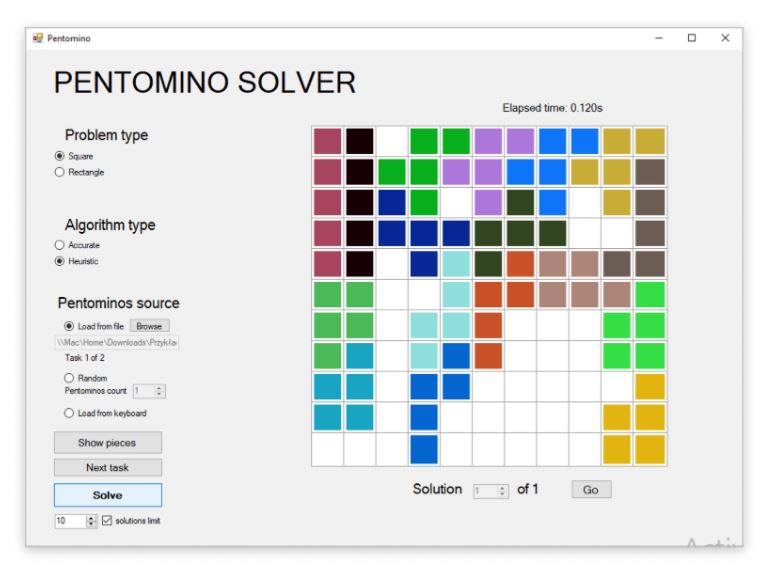 Pentomino
PENTOMINO SOLVER
Elapsed time: 0.120s
Problem type
Square
Rectangle
Algorithm type
Accurate
Heuristic
Pentominos source
Load from file Browse
\\Mac\Home\Downloads\Przykła
Task 1 of 2
Random
Pentominos count 1
Load from keyboard
Show pieces
Next task
Solve
10 solutions limit
Solution 1 of 1 Go